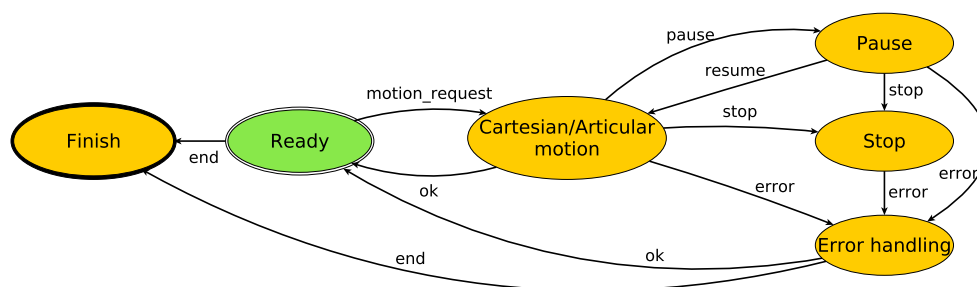 pause
Pause
resume
motion_request
stop
stop
Cartesian/Articular
motion
Finish
Ready
Stop
end
ok
error
error
error
Error handling
ok
end